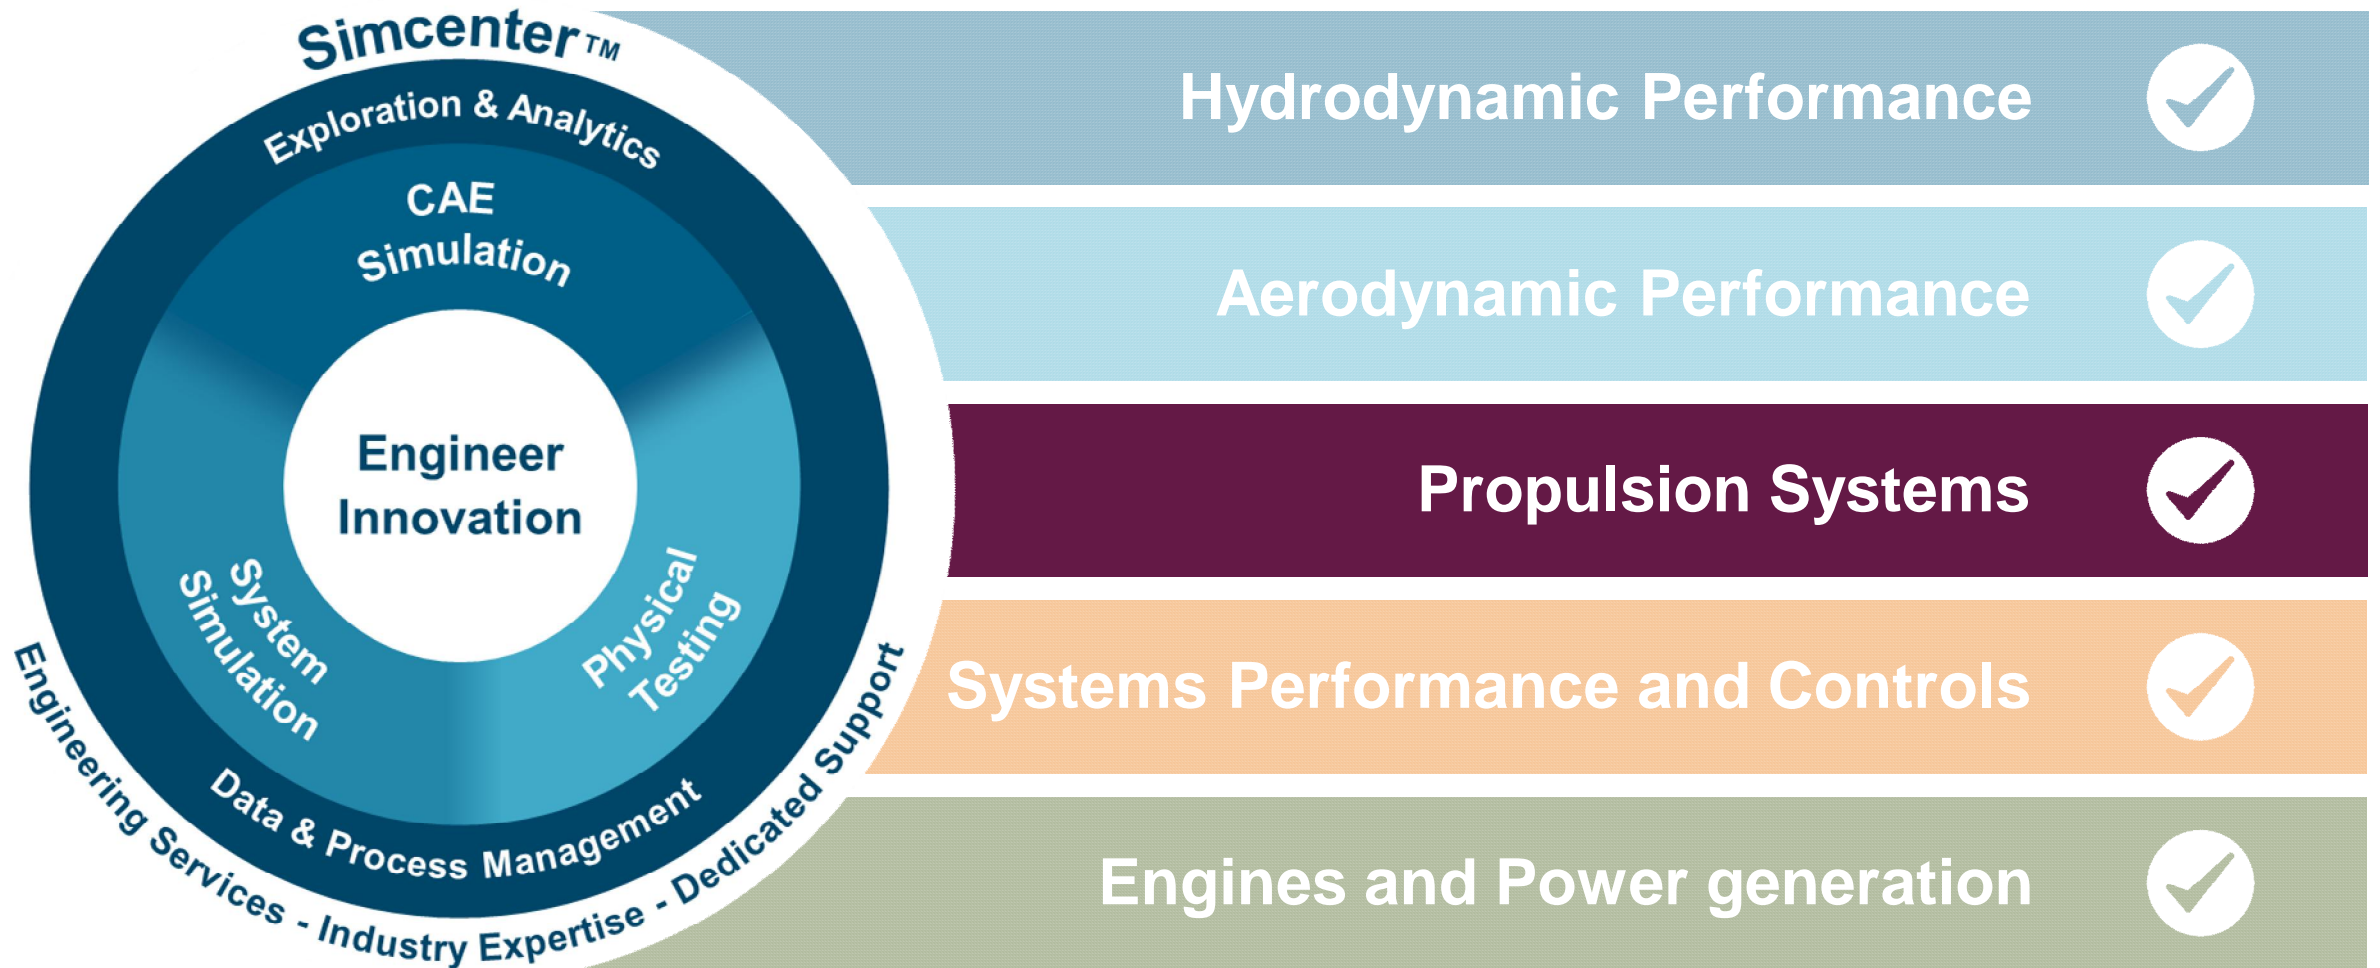 Simcenter™
Exploration & Analytics
CAE
Simulation
Engineer
Innovation
System
Simulation
Physical
Testing
Data & Process Management
Engineering Services - Industry Expertise - Dedicated Support
Hydrodynamic Performance
Aerodynamic Performance
Propulsion Systems
Systems Performance and Controls
Engines and Power generation